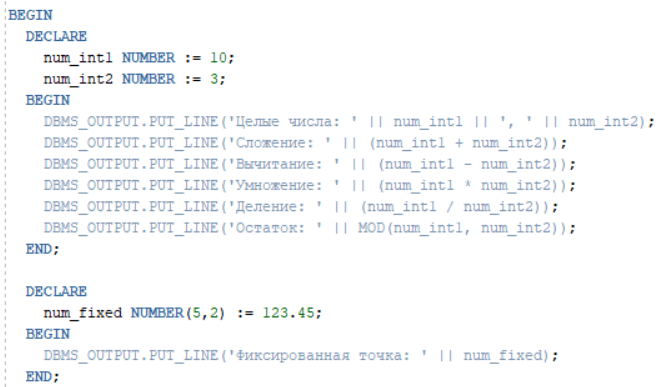 BEGIN
  DECLARE
    num_int1 NUMBER := 10;
    num_int2 NUMBER := 3;
  BEGIN
    DBMS_OUTPUT.PUT_LINE('Целые числа: ' || num_int1 || ', ' || num_int2);
    DBMS_OUTPUT.PUT_LINE('Сложение: ' || (num_int1 + num_int2));
    DBMS_OUTPUT.PUT_LINE('Вычитание: ' || (num_int1 - num_int2));
    DBMS_OUTPUT.PUT_LINE('Умножение: ' || (num_int1 * num_int2));
    DBMS_OUTPUT.PUT_LINE('Деление: ' || (num_int1 / num_int2));
    DBMS_OUTPUT.PUT_LINE('Остаток: ' || MOD(num_int1, num_int2));
  END;

  DECLARE
    num_fixed NUMBER(5,2) := 123.45;
  BEGIN
    DBMS_OUTPUT.PUT_LINE('Фиксированная точка: ' || num_fixed);
  END;